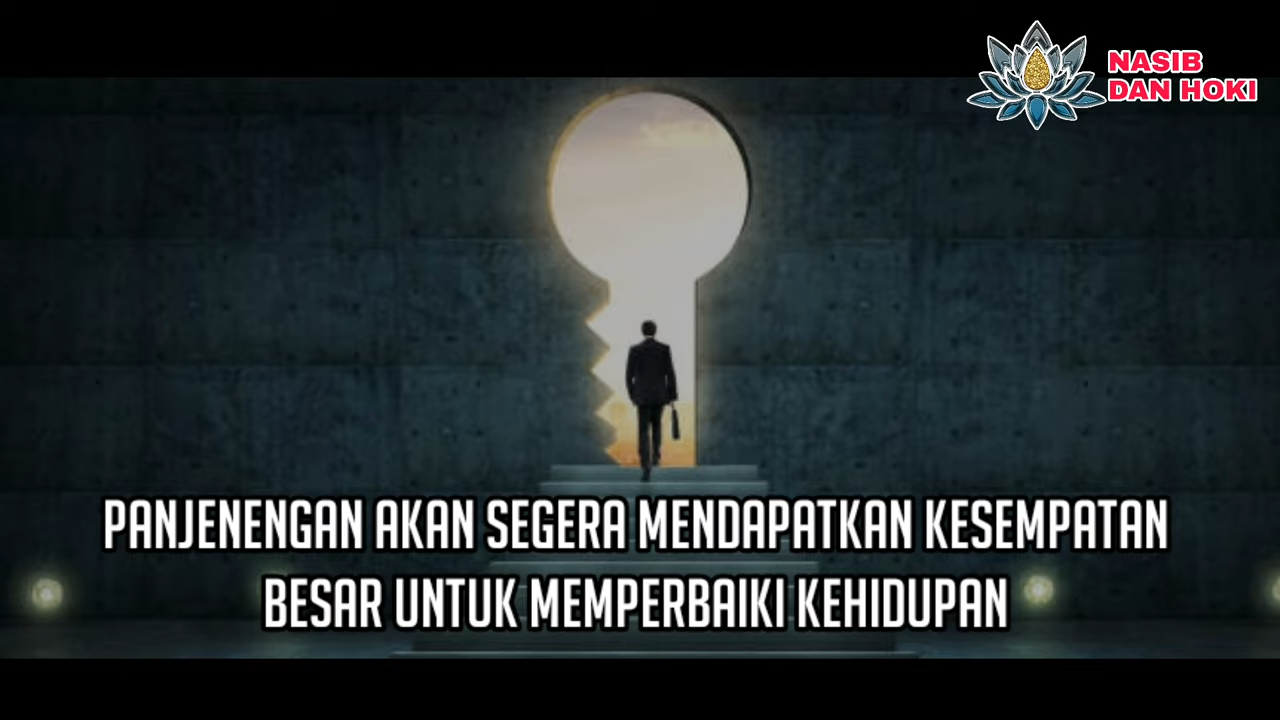 NASIB
DAN HOKI
PANJENENGAN AKAN SEGERA MENDAPATKAN KESEMPATAN
BESAR UNTUK MEMPERBAIKI KEHIDUPAN